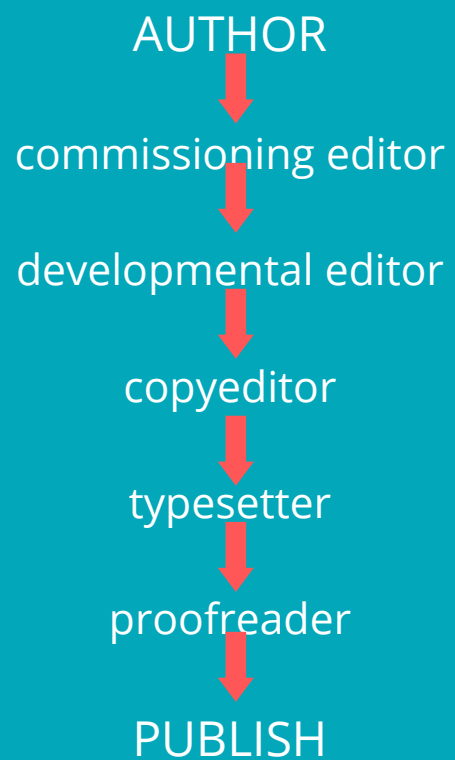 AUTHOR
commissioning editor
developmental editor
copyeditor
typesetter
proofreader
PUBLISH